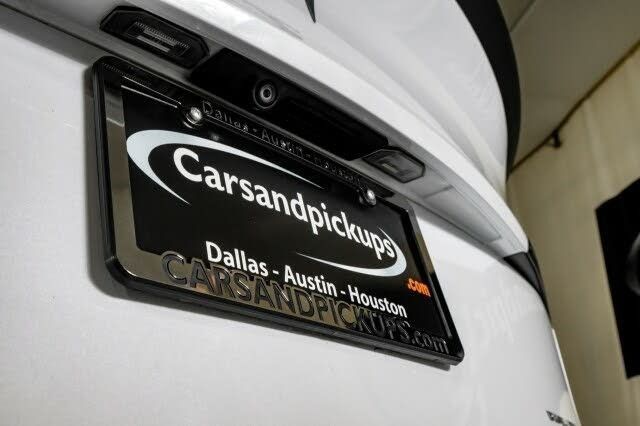 Dallas - Austin - Houston
Carsandpickups
.com
Dallas - Austin - Houston
CARSANDPICKUPS.com